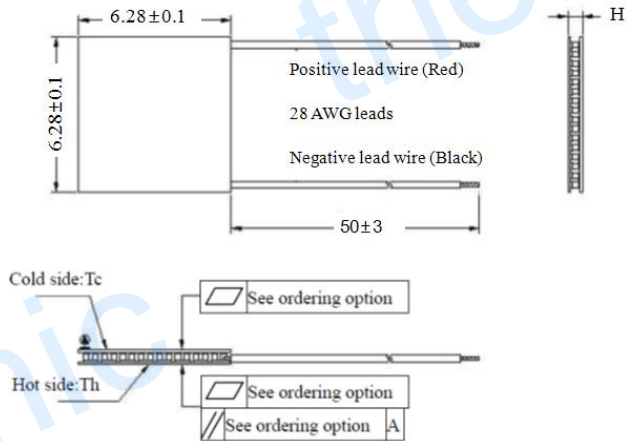 6.28±0.1
H
6.28±0.1
Positive lead wire (Red)
28 AWG leads
Negative lead wire (Black)
50±3
Cold side:Tc
See ordering option
Hot side:Th
See ordering option
See ordering option A